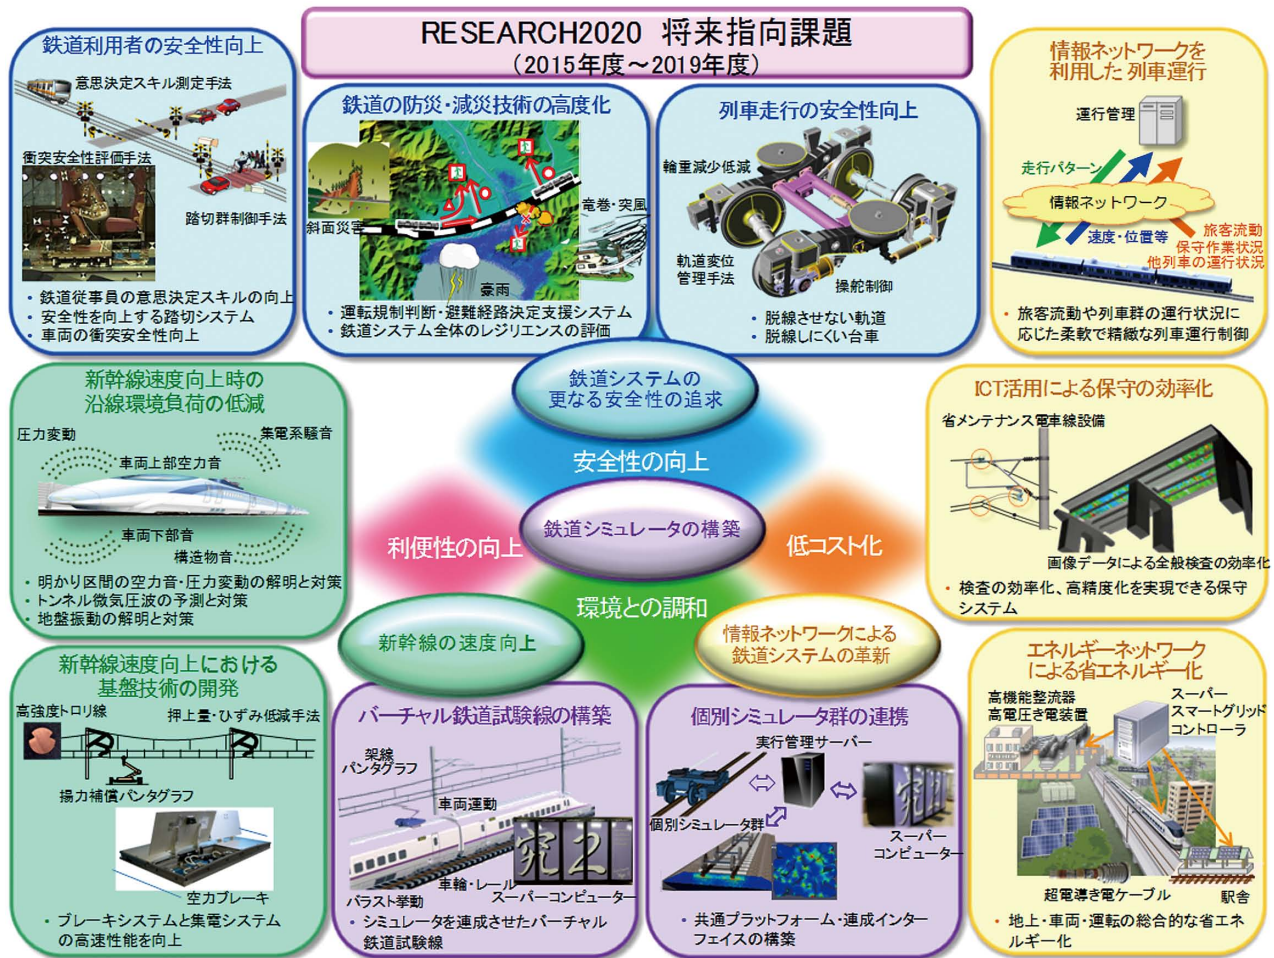 RESEARCH2020 将来指向課題
(2015年度～2019年度)
鉄道利用者の安全性向上
意思決定スキル測定手法
衝突安全性評価手法
踏切群制御手法
• 鉄道従事員の意思決定スキルの向上
• 安全性を向上する踏切システム
• 車両の衝突安全性向上
鉄道の防災・減災技術の高度化
斜面災害
竜巻・突風
豪雨
• 運転規制判断・避難経路決定支援システム
• 鉄道システム全体のレジリエンスの評価
列車走行の安全性向上
輪重減少低減
軌道変位
管理手法
操舵制御
• 脱線させない軌道
• 脱線しにくい台車
情報ネットワークを
利用した列車運行
運行管理
走行パターン
情報ネットワーク
速度・位置等
旅客流動
保守作業状況
他列車の運行状況
• 旅客流動や列車群の運行状況に
応じた柔軟で精緻な列車運行制御
鉄道システムの
更なる安全性の追求
安全性の向上
鉄道シミュレータの構築
利便性の向上
低コスト化
環境との調和
新幹線の速度向上
情報ネットワークによる
鉄道システムの革新
新幹線速度向上時の
沿線環境負荷の低減
圧力変動
集電系騒音
車両上部空力音
車両下部音
構造物音
• 明かり区間の空力音・圧力変動の解明と対策
• トンネル微気圧波の予測と対策
• 地盤振動の解明と対策
ICT活用による保守の効率化
省メンテナンス電車線設備
画像データによる全般検査の効率化
• 検査の効率化、高精度化を実現できる保守
システム
新幹線速度向上における
基盤技術の開発
高強度トロリ線
押上量・ひずみ低減手法
揚力補償パンタグラフ
空力ブレーキ
• ブレーキシステムと集電システム
の高速性能を向上
バーチャル鉄道試験線の構築
架線
パンタグラフ
車両運動
究2
車輪・レール
バラスト挙動
スーパーコンピューター
• シミュレータを連成させたバーチャル
鉄道試験線
個別シミュレータ群の連携
実行管理サーバー
個別シミュレータ群
究2
スーパー
コンピューター
• 共通プラットフォーム・連成インター
フェイスの構築
エネルギーネットワーク
による省エネルギー化
高機能整流器
高電圧き電装置
スーパー
スマートグリッド
コントローラ
超電導き電ケーブル
駅舎
• 地上・車両・運転の総合的な省エネ
ルギー化